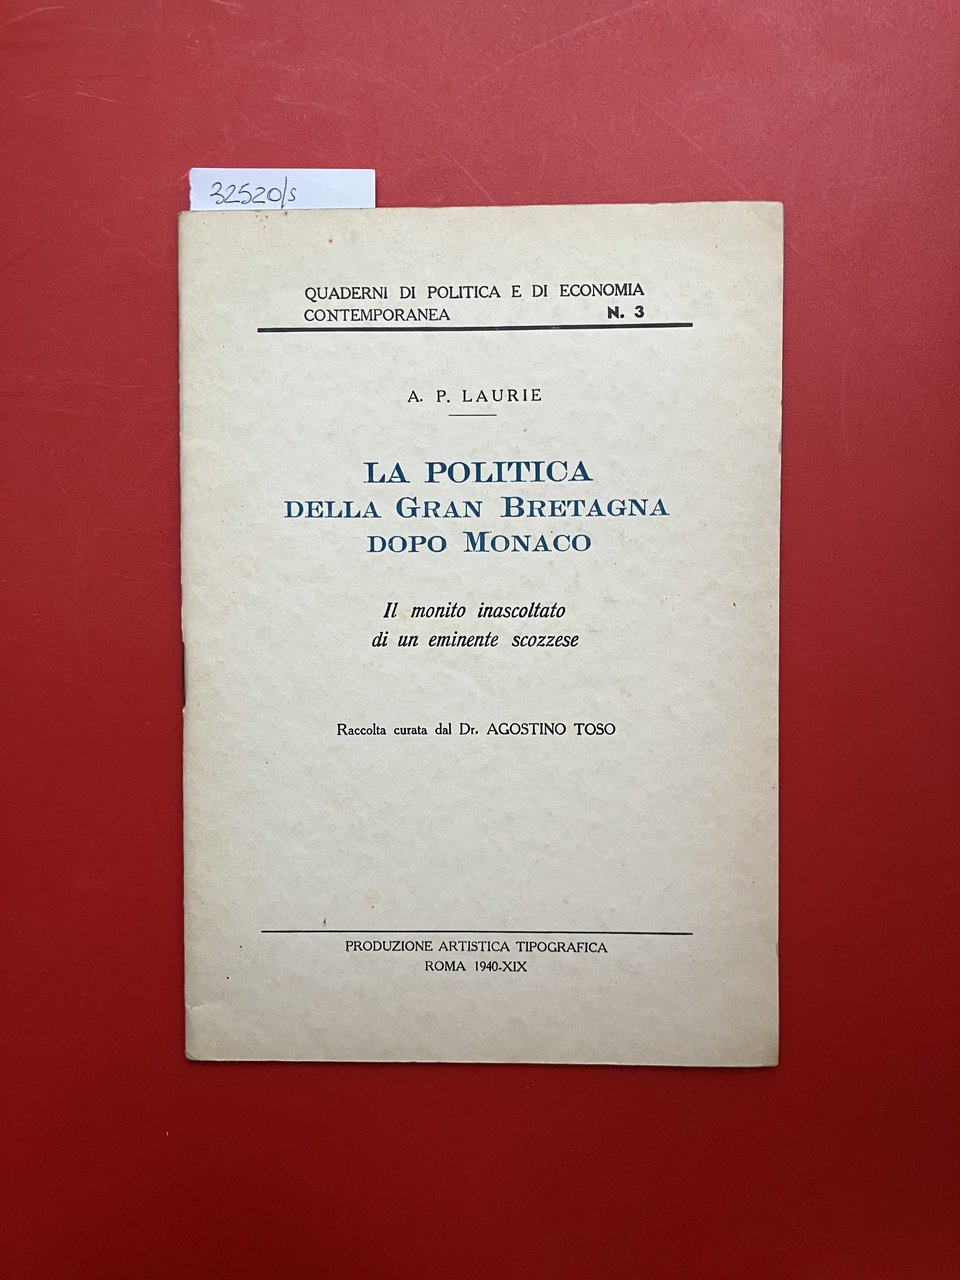 32520/s
QUADERNI DI POLITICA E DI ECONOMIA
CONTEMPORANEA N. 3
A. P. LAURIE
LA POLITICA
DELLA GRAN BRETAGNA
DOPO MONACO
Il monito inascoltato
di un eminente scozzese
Raccolta curata dal Dr. AGOSTINO TOSO
PRODUZIONE ARTISTICA TIPOGRAFICA
ROMA 1940-XIX